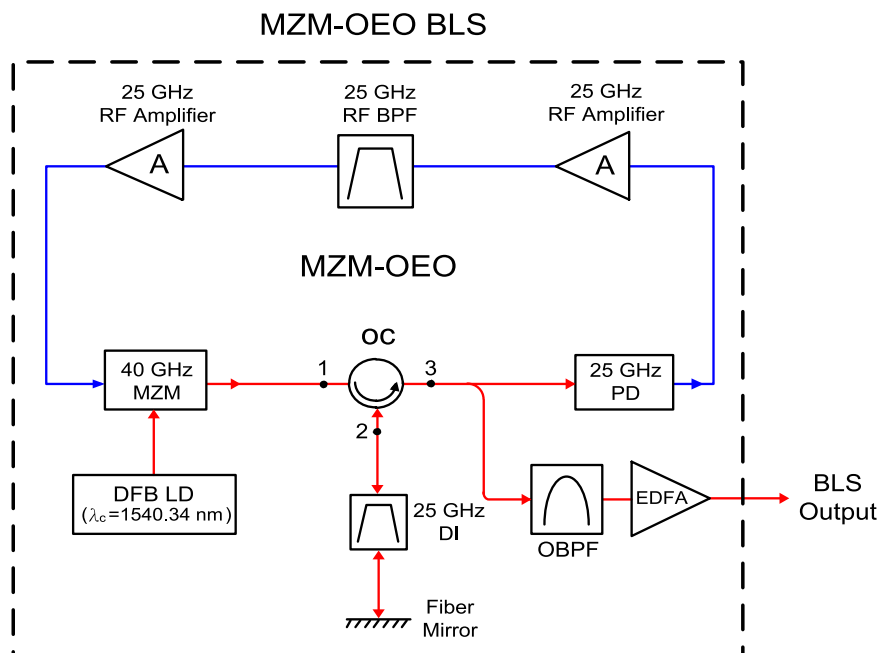 MZM-OEO BLS
25 GHz
RF Amplifier
25 GHz
RF BPF
25 GHz
RF Amplifier
A
A
MZM-OEO
OC
40 GHz
MZM
1
3
25 GHz
PD
2
DFB LD
(λc=1540.34 nm)
25 GHz
DI
OBPF
EDFA
BLS
Output
Fiber
Mirror